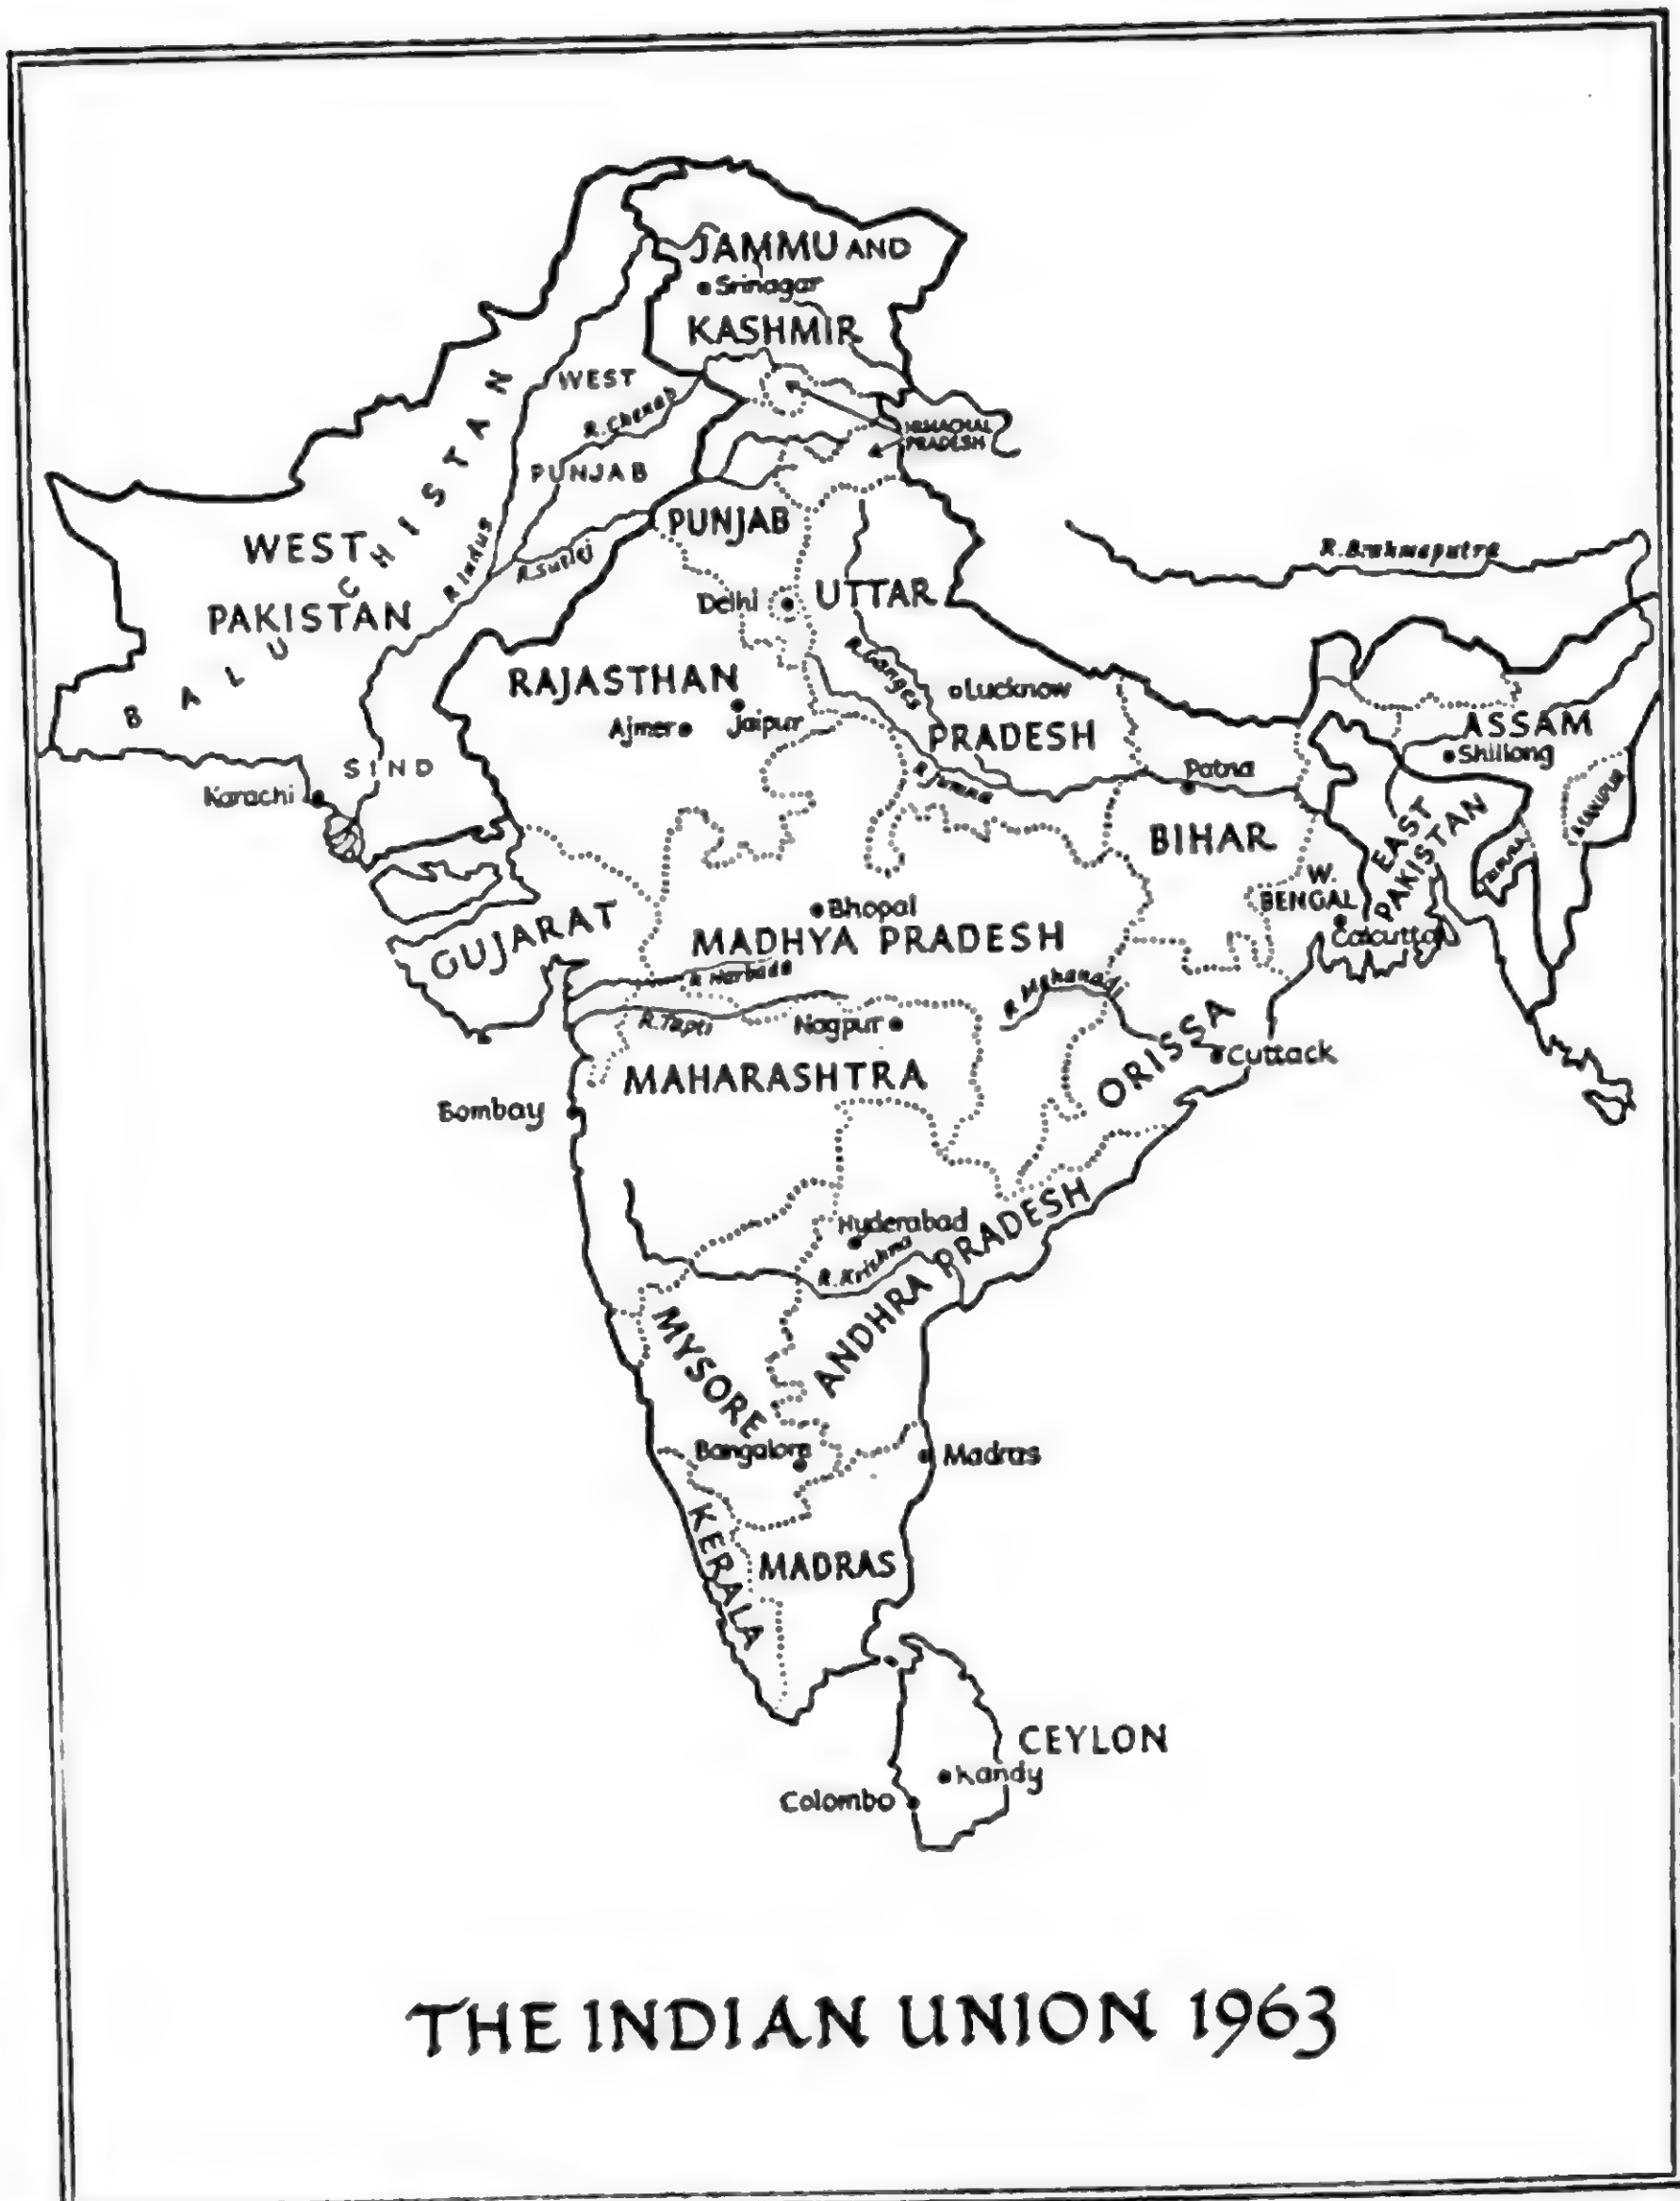 JAMMU AND
Srinagar
KASHMIR
WEST
R. Chenab
HIMACHAL
PRADESH
PUNJAB
PUNJAB
WEST
PAKISTAN
BALUCHISTAN
R. Indus
R. Sutlej
R. Brahmaputra
Delhi
UTTAR
R. Ganges
RAJASTHAN
Lucknow
Ajmer
Jaipur
PRADESH
ASSAM
Shillong
SIND
Karachi
R. Jumna
Patna
MANIPUR
BIHAR
EAST
PAKISTAN
W.
BENGAL
Calcutta
Bhopal
GUJARAT
MADHYA PRADESH
R. Narbada
R. Mahanadi
R. Tapti
Nagpur
ORISSA
Cuttack
MAHARASHTRA
Bombay
Hyderabad
R. Krishna
ANDHRA PRADESH
MYSORE
Bangalore
Madras
KERALA
MADRAS
CEYLON
Kandy
Colombo
THE INDIAN UNION 1963